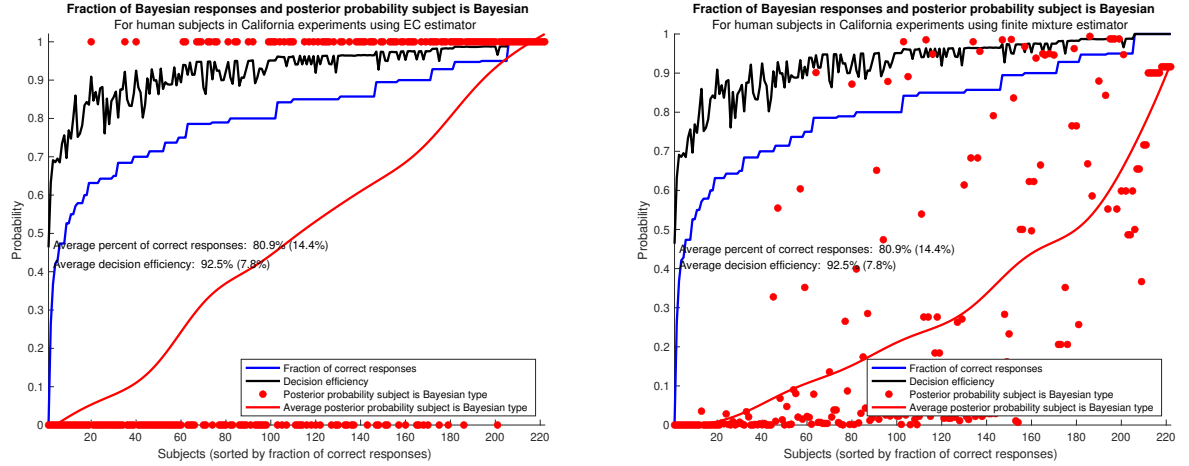 Fraction of Bayesian responses and posterior probability subject is Bayesian
For human subjects in California experiments using EC estimator
1
0.9
0.8
0.7
0.6
0.5
0.4
0.3
0.2
0.1
0
Probability
Average percent of correct responses: 80.9% (14.4%)
Average decision efficiency: 92.5% (7.8%)
Fraction of correct responses
Decision efficiency
Posterior probability subject is Bayesian type
Average posterior probability subject is Bayesian type
20 40 60 80 100 120 140 160 180 200 220
Subjects (sorted by fraction of correct responses)
Fraction of Bayesian responses and posterior probability subject is Bayesian
For human subjects in California experiments using finite mixture estimator
1
0.9
0.8
0.7
0.6
0.5
0.4
0.3
0.2
0.1
0
Probability
Average percent of correct responses: 80.9% (14.4%)
Average decision efficiency: 92.5% (7.8%)
Fraction of correct responses
Decision efficiency
Posterior probability subject is Bayesian type
Average posterior probability subject is Bayesian type
20 40 60 80 100 120 140 160 180 200 220
Subjects (sorted by fraction of correct responses)